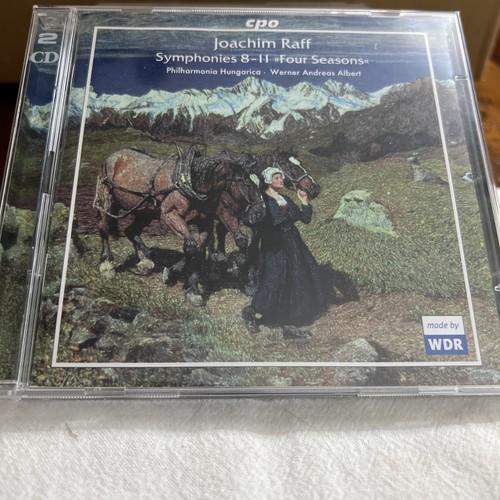 2
CD
cpo
Joachim Raff
Symphonies 8-11 »Four Seasons«
Philharmonia Hungarica · Werner Andreas Albert
made by
WDR